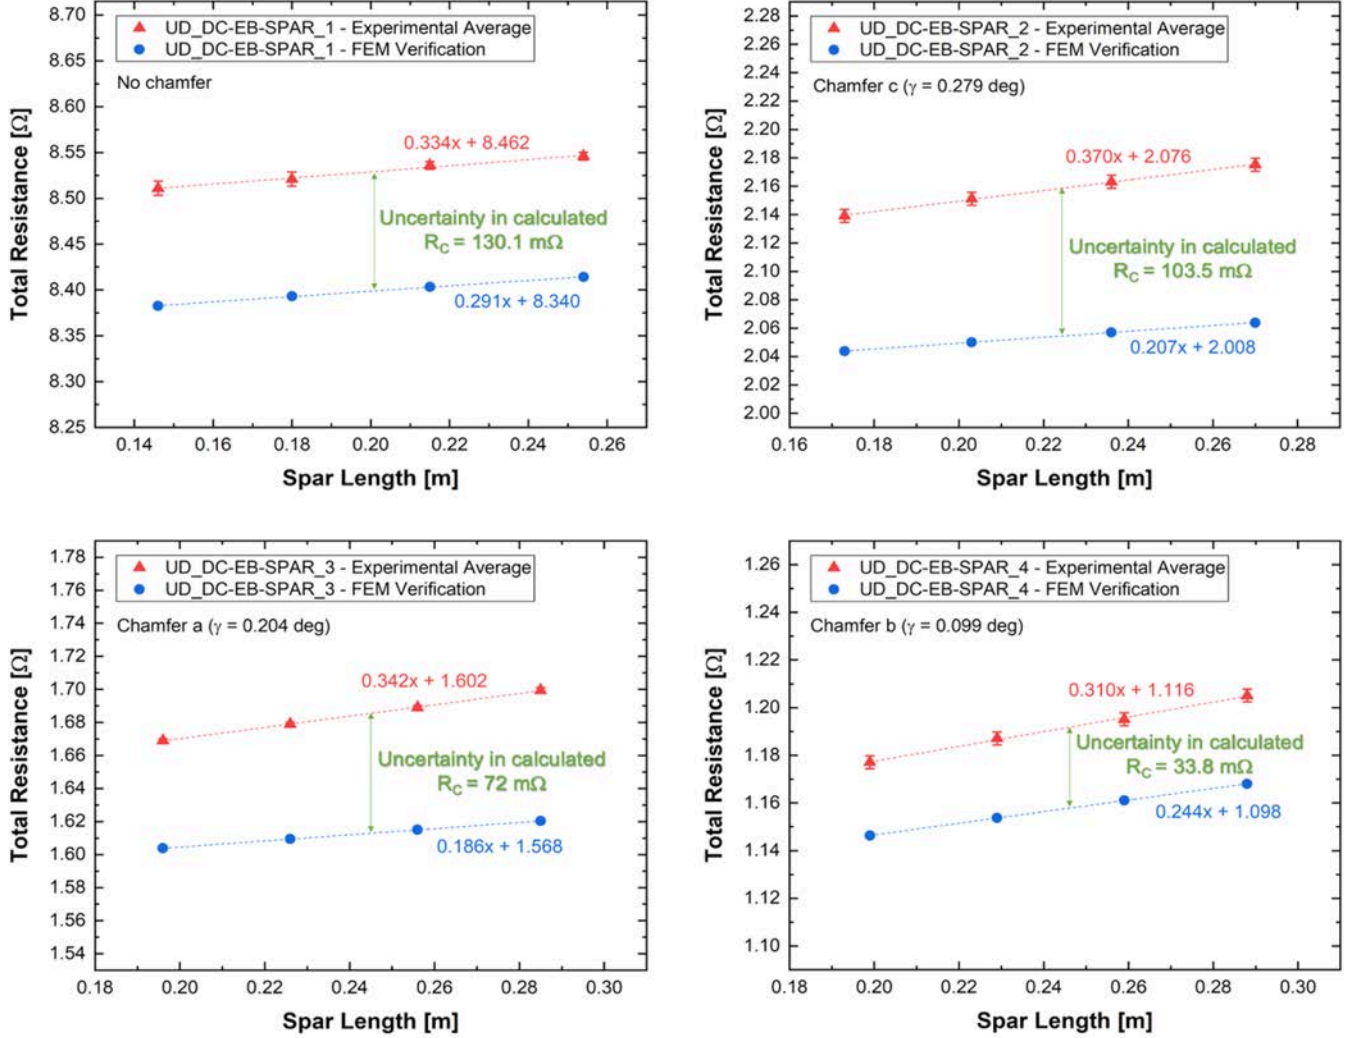 UD_DC-EB-SPAR_1 - Experimental Average
UD_DC-EB-SPAR_1 - FEM Verification
No chamfer
0.334x + 8.462
Uncertainty in calculated
R_C = 130.1 mΩ
0.291x + 8.340
8.70
8.65
8.60
8.55
8.50
8.45
8.40
8.35
8.30
8.25
Total Resistance [Ω]
0.14
0.16
0.18
0.20
0.22
0.24
0.26
Spar Length [m]
UD_DC-EB-SPAR_2 - Experimental Average
UD_DC-EB-SPAR_2 - FEM Verification
Chamfer c (γ = 0.279 deg)
0.370x + 2.076
Uncertainty in calculated
R_C = 103.5 mΩ
0.207x + 2.008
2.28
2.26
2.24
2.22
2.20
2.18
2.16
2.14
2.12
2.10
2.08
2.06
2.04
2.02
2.00
Total Resistance [Ω]
0.16
0.18
0.20
0.22
0.24
0.26
0.28
Spar Length [m]
UD_DC-EB-SPAR_3 - Experimental Average
UD_DC-EB-SPAR_3 - FEM Verification
Chamfer a (γ = 0.204 deg)
0.342x + 1.602
Uncertainty in calculated
R_C = 72 mΩ
0.186x + 1.568
1.78
1.76
1.74
1.72
1.70
1.68
1.66
1.64
1.62
1.60
1.58
1.56
1.54
Total Resistance [Ω]
0.18
0.20
0.22
0.24
0.26
0.28
0.30
Spar Length [m]
UD_DC-EB-SPAR_4 - Experimental Average
UD_DC-EB-SPAR_4 - FEM Verification
Chamfer b (γ = 0.099 deg)
0.310x + 1.116
Uncertainty in calculated
R_C = 33.8 mΩ
0.244x + 1.098
1.26
1.24
1.22
1.20
1.18
1.16
1.14
1.12
1.10
Total Resistance [Ω]
0.18
0.20
0.22
0.24
0.26
0.28
0.30
Spar Length [m]